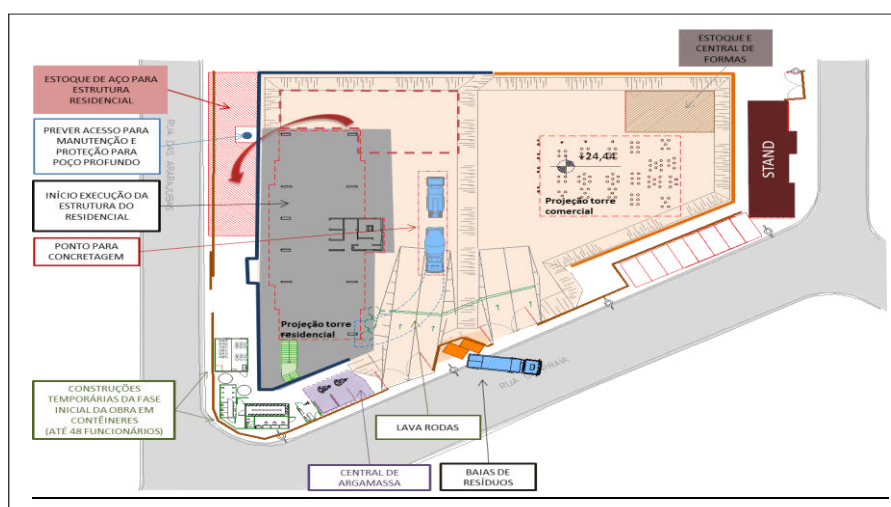 ESTOQUE E
CENTRAL DE
FORMAS
ESTOQUE DE AÇO PARA
ESTRUTURA
RESIDENCIAL
PREVER ACESSO PARA
MANUTENÇÃO E
PROTEÇÃO PARA
POÇO PROFUNDO
INÍCIO EXECUÇÃO DA
ESTRUTURA DO
RESIDENCIAL
PONTO PARA
CONCRETAGEM
RUA DAS ARARAJUBAS
STAND
+24,44
Projeção torre
comercial
Projeção torre
residencial
RUA
PRAIA
CONSTRUÇÕES
TEMPORÁRIAS DA FASE
INICIAL DA OBRA EM
CONTÊINERES
(ATÉ 48 FUNCIONÁRIOS)
LAVA RODAS
CENTRAL DE
ARGAMASSA
BAIAS DE
RESÍDUOS